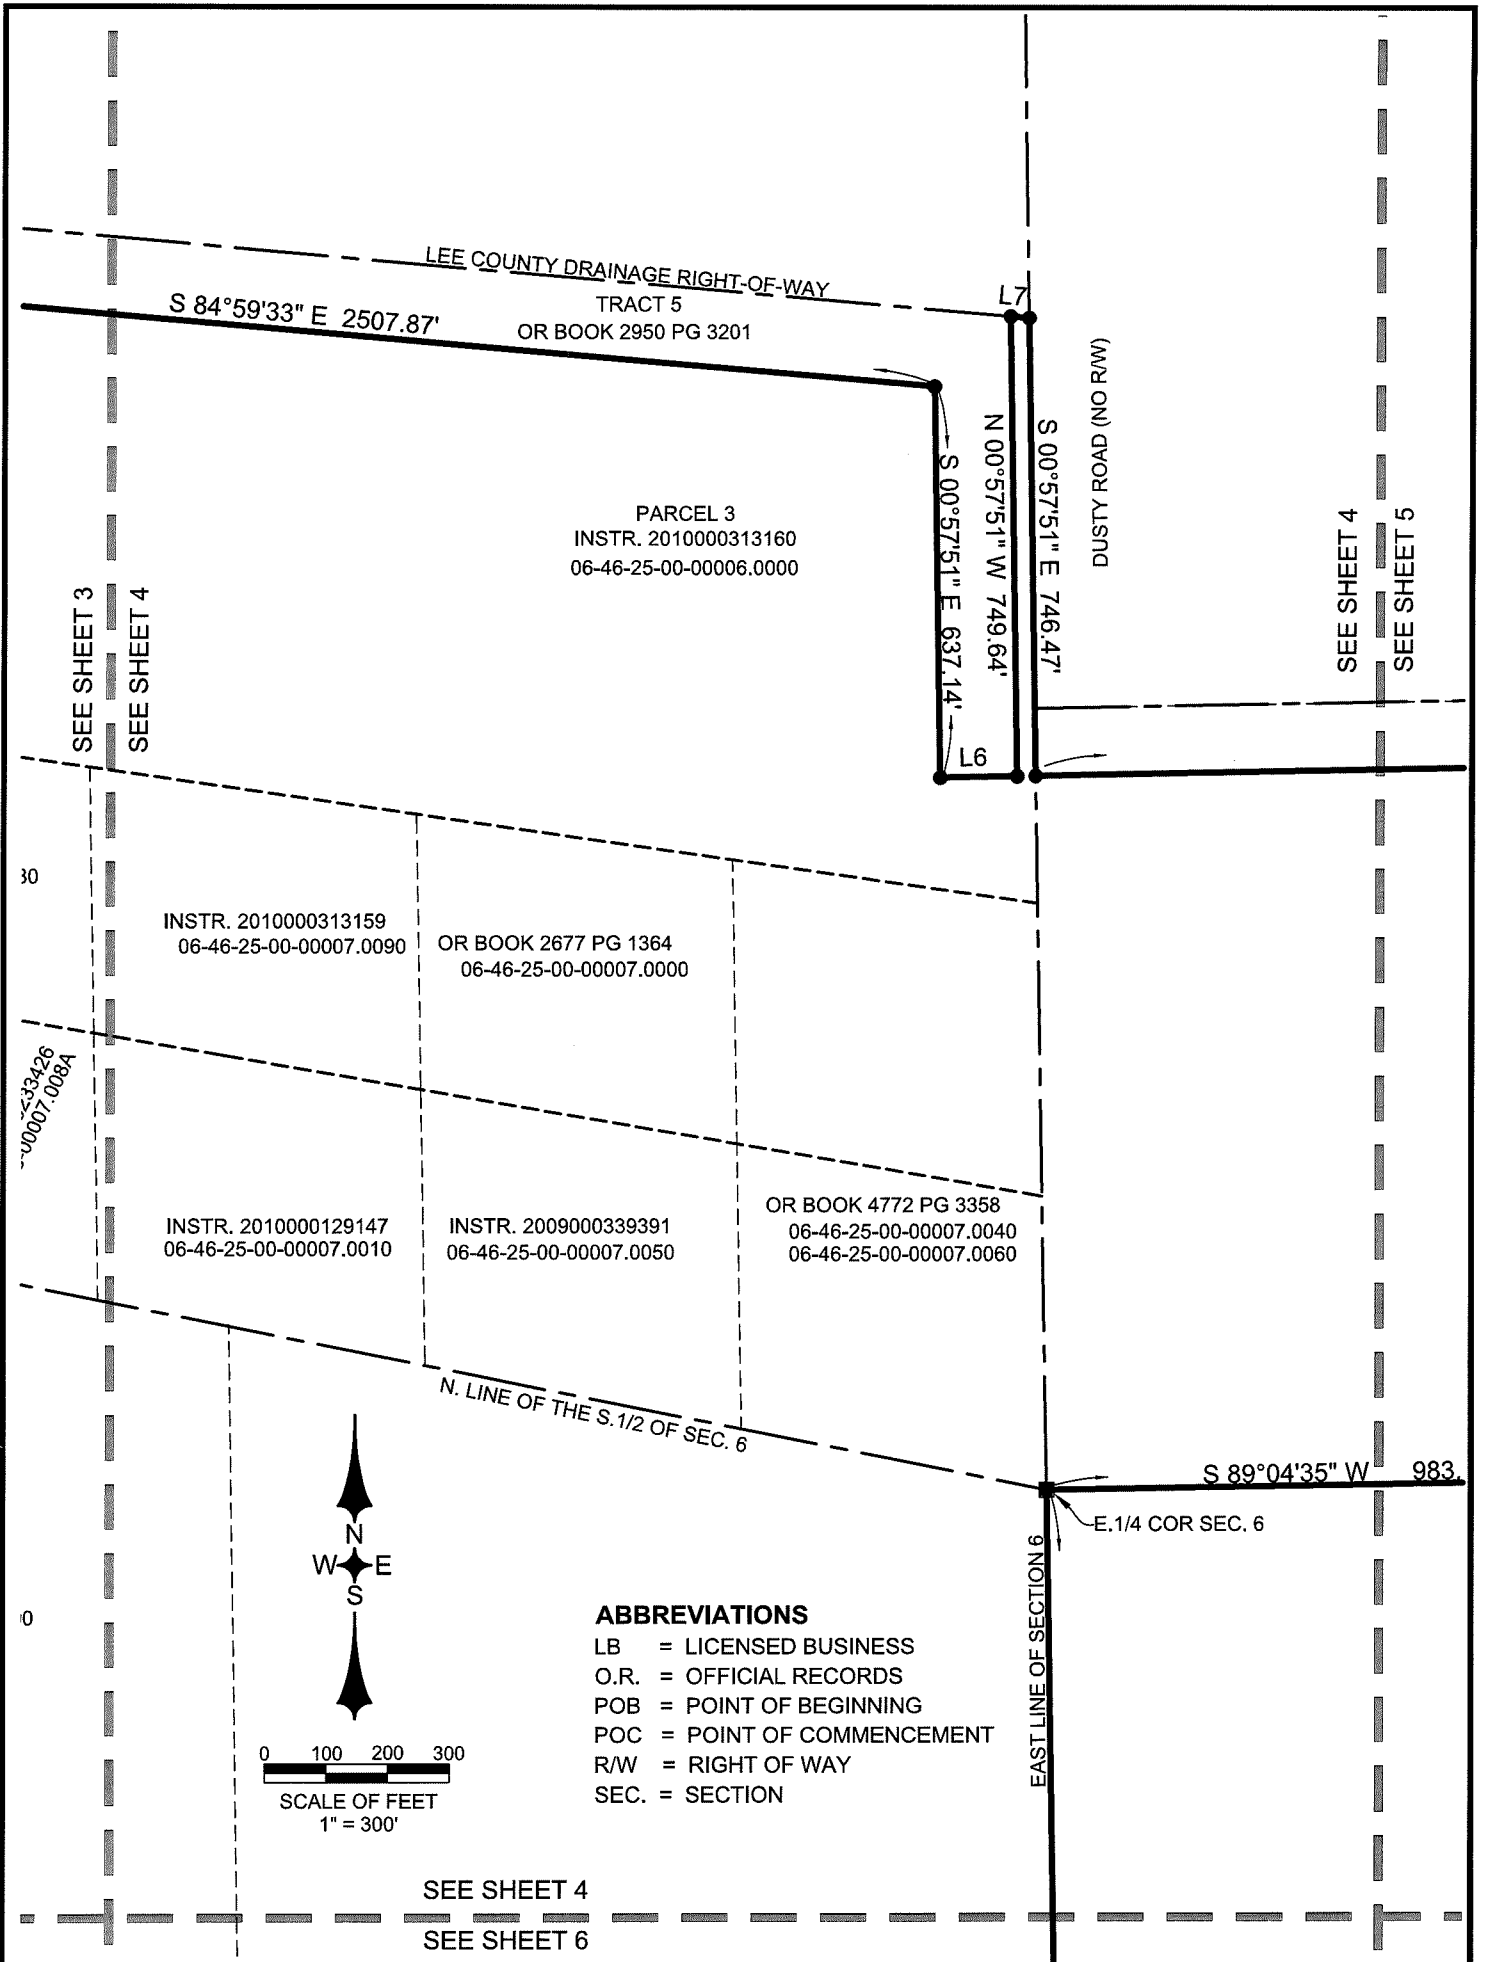 LEE COUNTY DRAINAGE RIGHT-OF-WAY
TRACT 5
OR BOOK 2950 PG 3201
S 84°59'33" E 2507.87'
L7
DUSTY ROAD (NO R/W)
S 00°57'51" E 746.47'
N 00°57'51" W 749.64'
S 00°57'51" E 637.14'
L6
PARCEL 3
INSTR. 2010000313160
06-46-25-00-00006.0000
SEE SHEET 3
SEE SHEET 4
SEE SHEET 4
SEE SHEET 5
INSTR. 2010000313159
06-46-25-00-00007.0090
OR BOOK 2677 PG 1364
06-46-25-00-00007.0000
INSTR. 2010000129147
06-46-25-00-00007.0010
INSTR. 2009000339391
06-46-25-00-00007.0050
OR BOOK 4772 PG 3358
06-46-25-00-00007.0040
06-46-25-00-00007.0060
N. LINE OF THE S.1/2 OF SEC. 6
S 89°04'35" W 983.
E.1/4 COR SEC. 6
EAST LINE OF SECTION 6
N
W E
S
0 100 200 300
SCALE OF FEET
1" = 300'
ABBREVIATIONS
LB = LICENSED BUSINESS
O.R. = OFFICIAL RECORDS
POB = POINT OF BEGINNING
POC = POINT OF COMMENCEMENT
R/W = RIGHT OF WAY
SEC. = SECTION
SEE SHEET 4
SEE SHEET 6